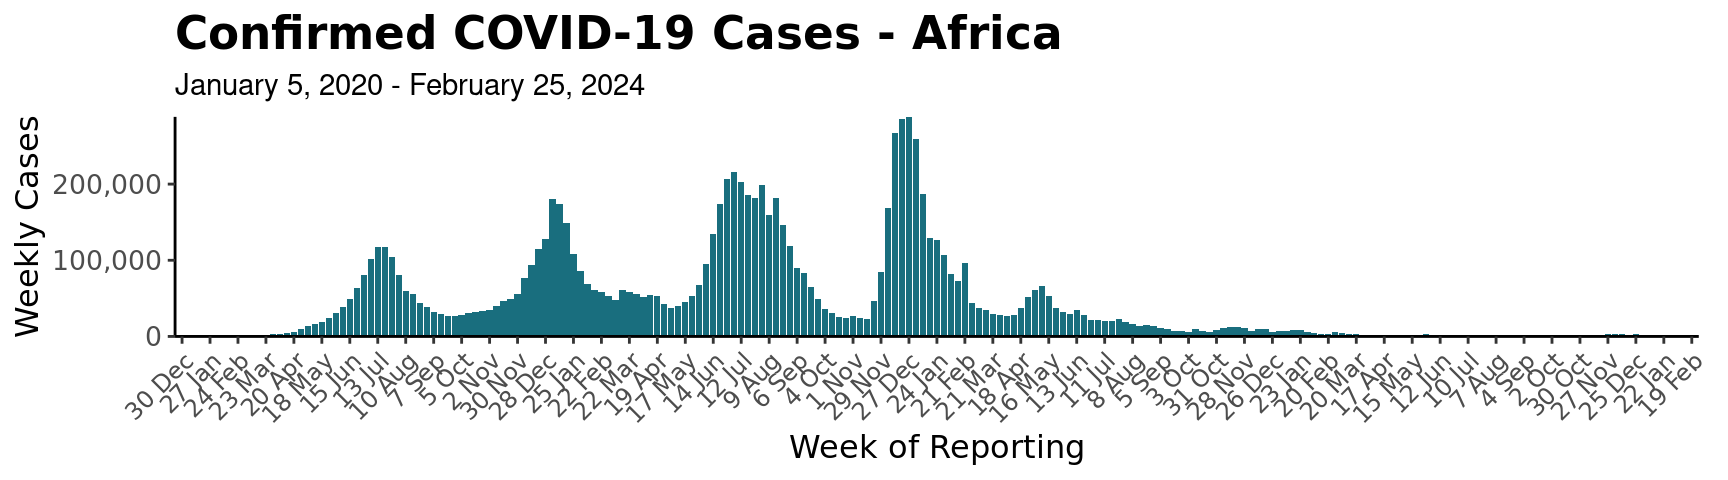 Confirmed COVID-19 Cases - Africa
January 5, 2020 - February 25, 2024
Weekly Cases
200,000
100,000
0
30 Dec
27 Jan
24 Feb
23 Mar
20 Apr
18 May
15 Jun
13 Jul
10 Aug
7 Sep
5 Oct
2 Nov
30 Nov
28 Dec
25 Jan
22 Feb
22 Mar
19 Apr
17 May
14 Jun
12 Jul
9 Aug
6 Sep
4 Oct
1 Nov
29 Nov
27 Dec
24 Jan
21 Feb
21 Mar
18 Apr
16 May
13 Jun
11 Jul
8 Aug
5 Sep
3 Oct
31 Oct
28 Nov
26 Dec
23 Jan
20 Feb
20 Mar
17 Apr
15 May
12 Jun
10 Jul
7 Aug
4 Sep
2 Oct
30 Oct
27 Nov
25 Dec
22 Jan
19 Feb
Week of Reporting